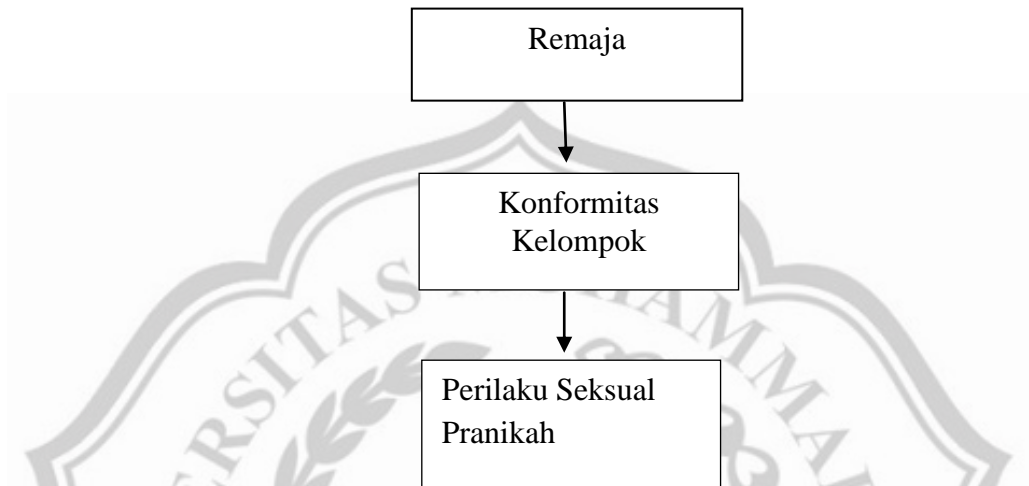 Remaja
Konformitas
Kelompok
Perilaku Seksual
Pranikah